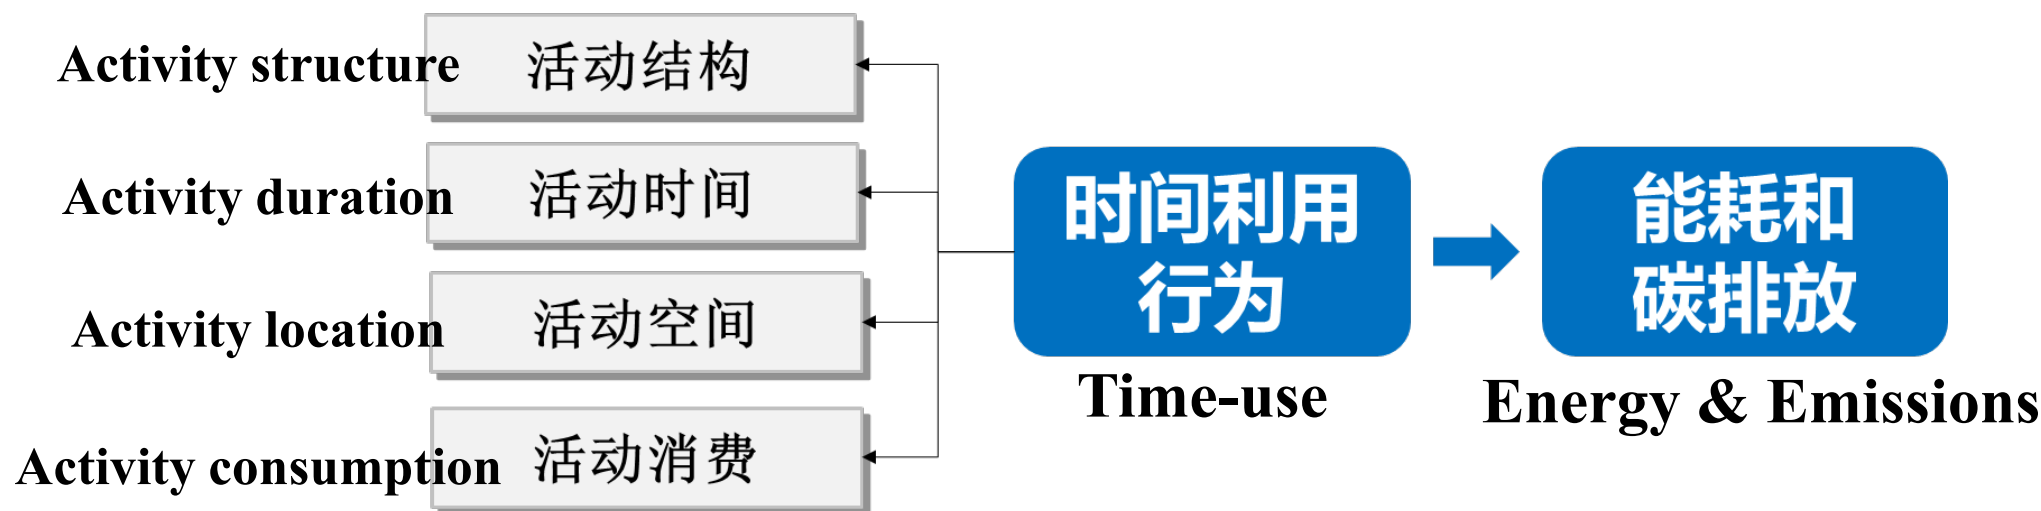 Activity structure
活动结构
Activity duration
活动时间
Activity location
活动空间
Activity consumption
活动消费
时间利用
行为
Time-use
能耗和
碳排放
Energy & Emissions